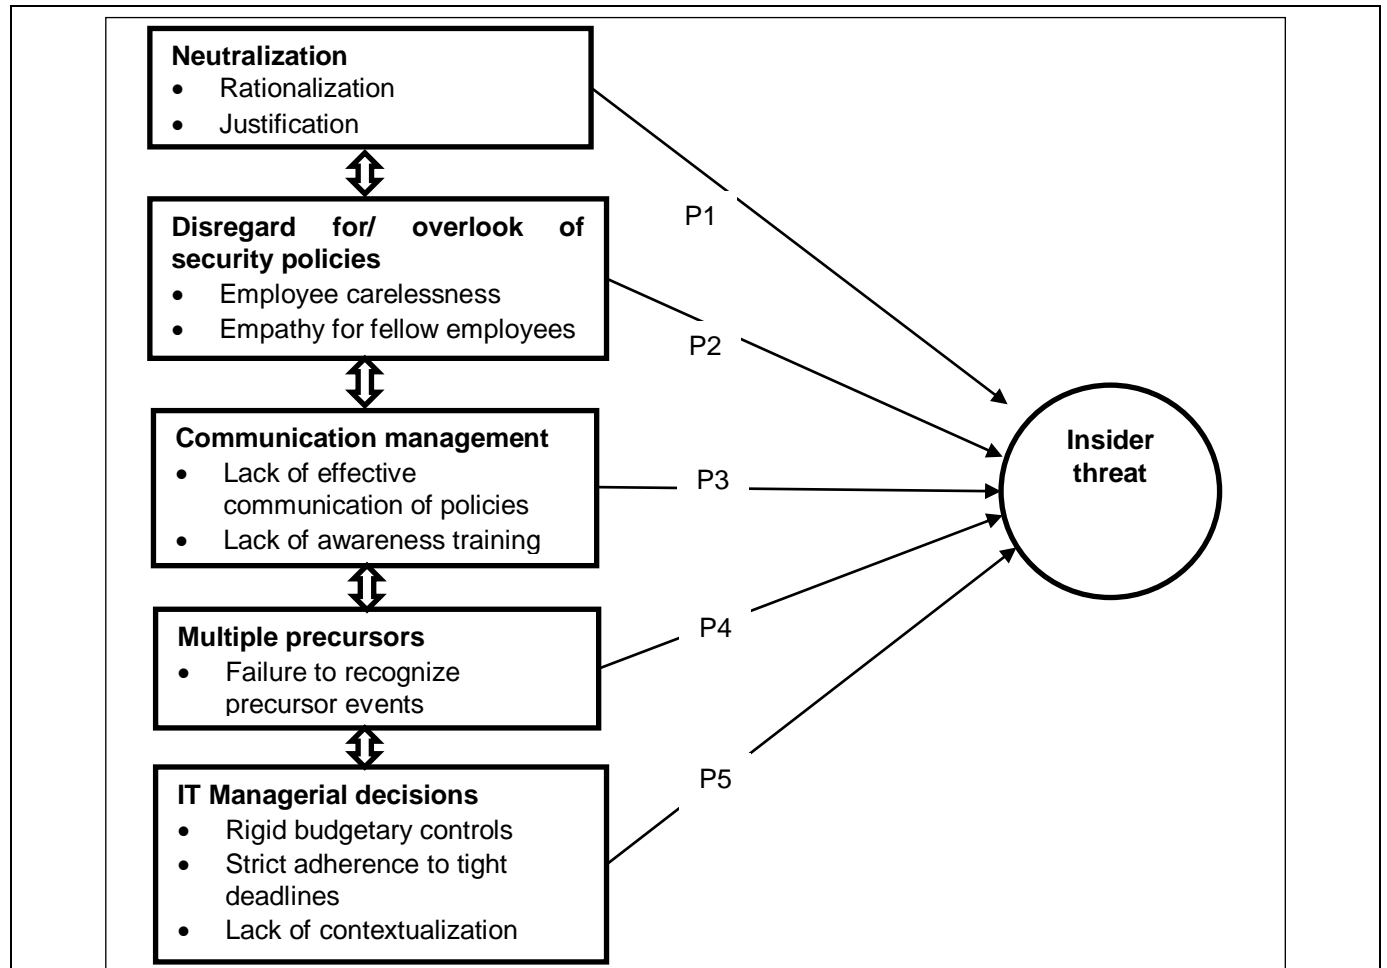 Neutralization
• Rationalization
• Justification
P1
Disregard for/ overlook of
security policies
• Employee carelessness
• Empathy for fellow employees
P2
Communication management
• Lack of effective
communication of policies
• Lack of awareness training
P3
Insider
threat
Multiple precursors
• Failure to recognize
precursor events
P4
IT Managerial decisions
• Rigid budgetary controls
• Strict adherence to tight
deadlines
• Lack of contextualization
P5